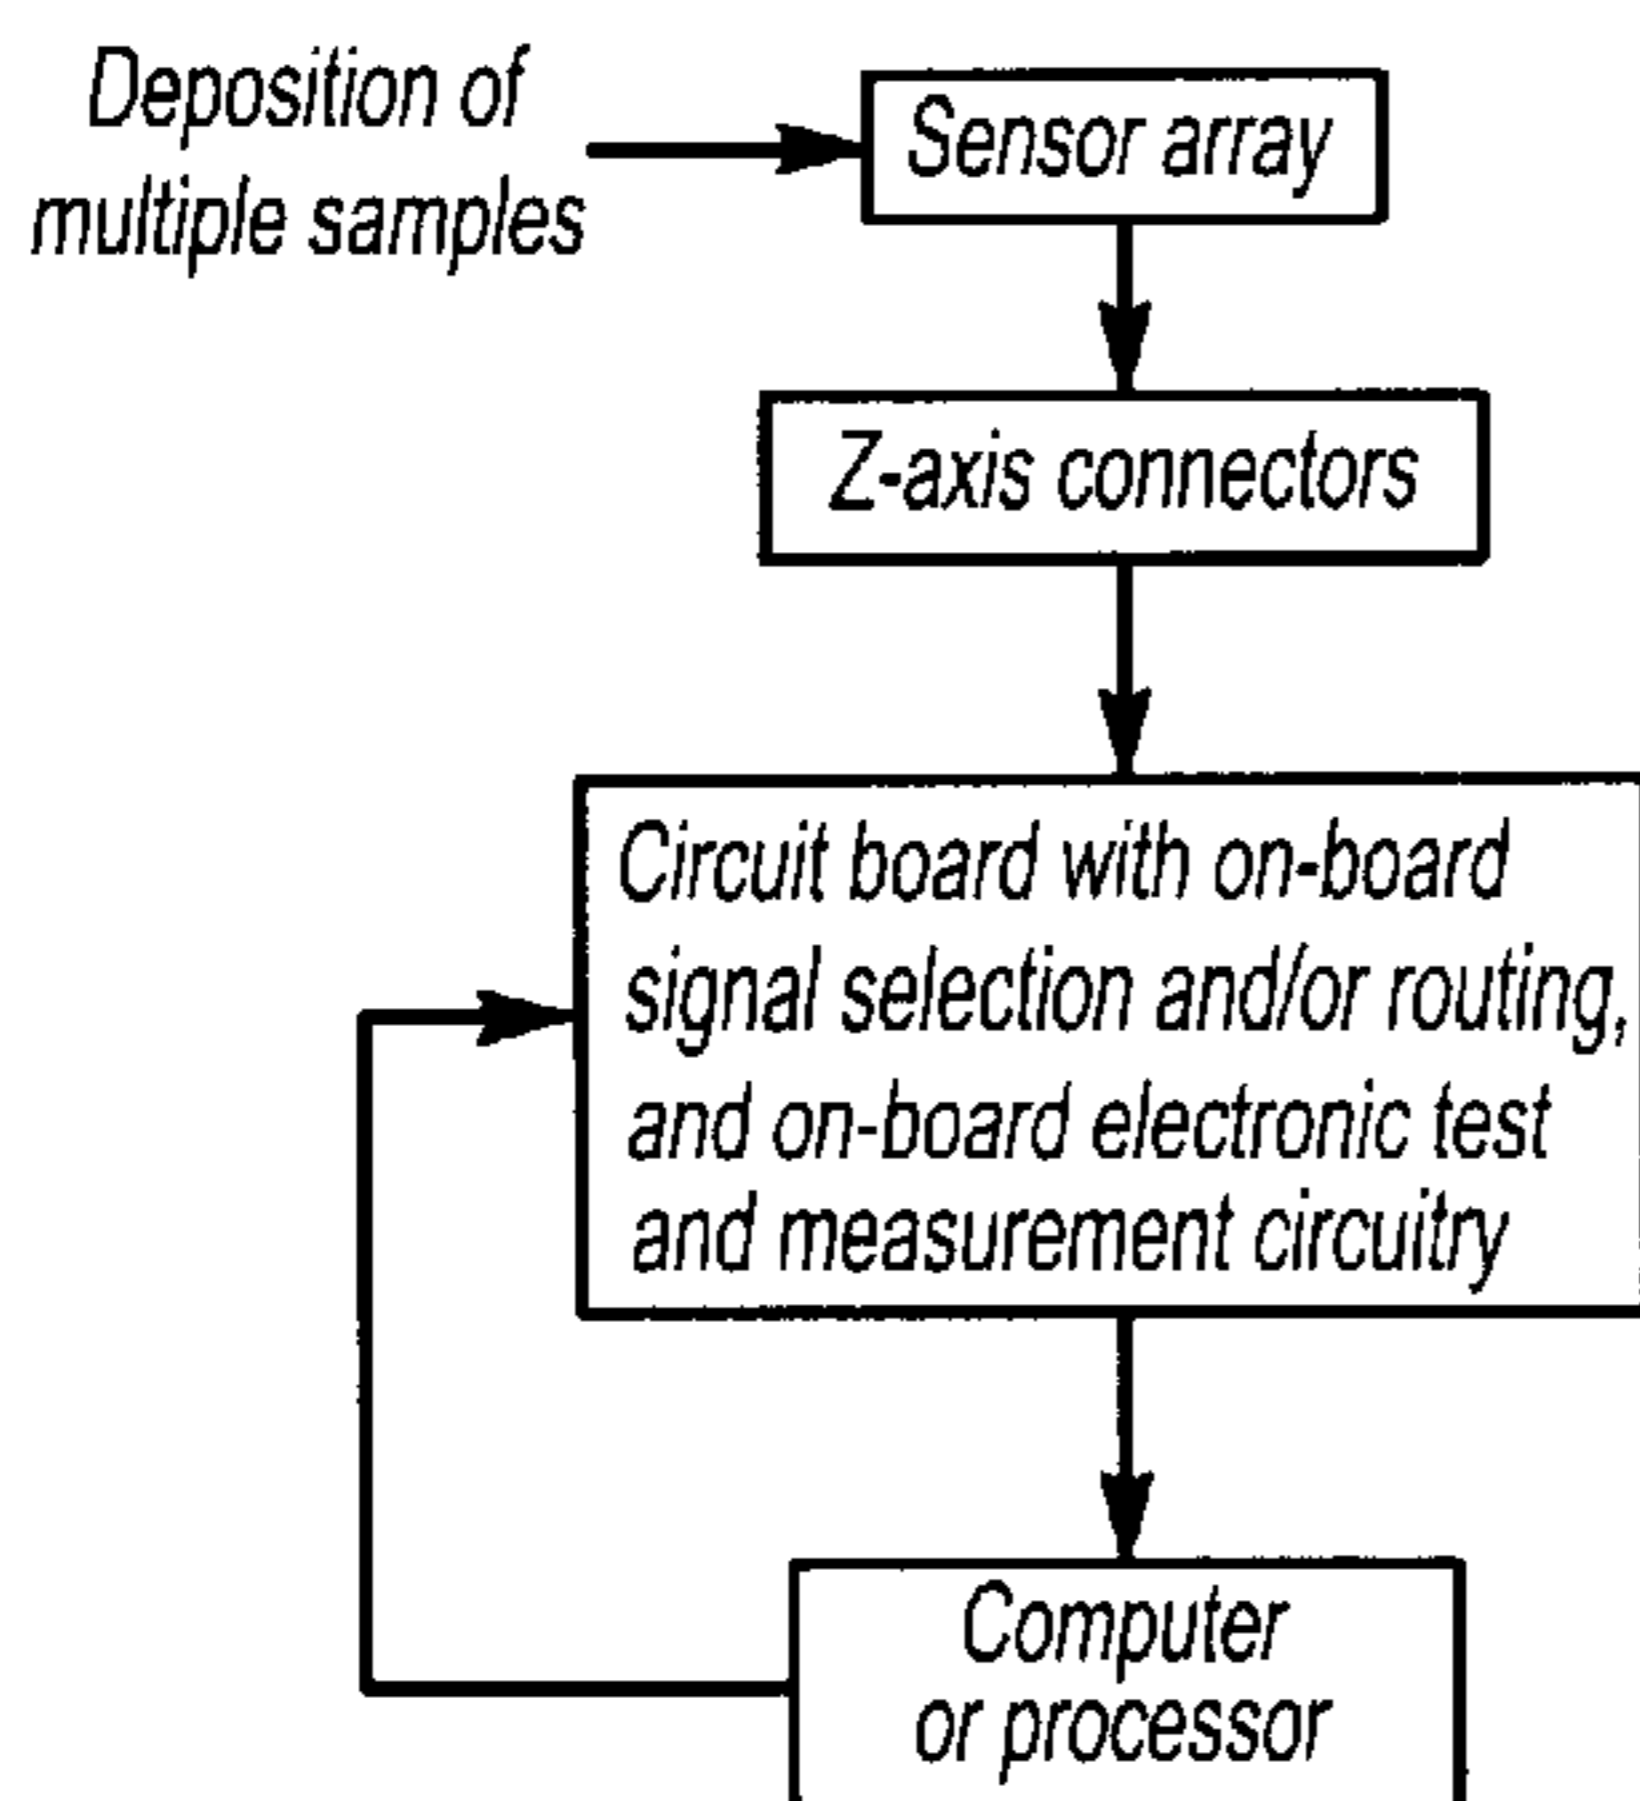 Deposition of
multiple samples
Sensor array
Z-axis connectors
Circuit board with on-board
signal selection and/or routing,
and on-board electronic test
and measurement circuitry
Computer
or processor